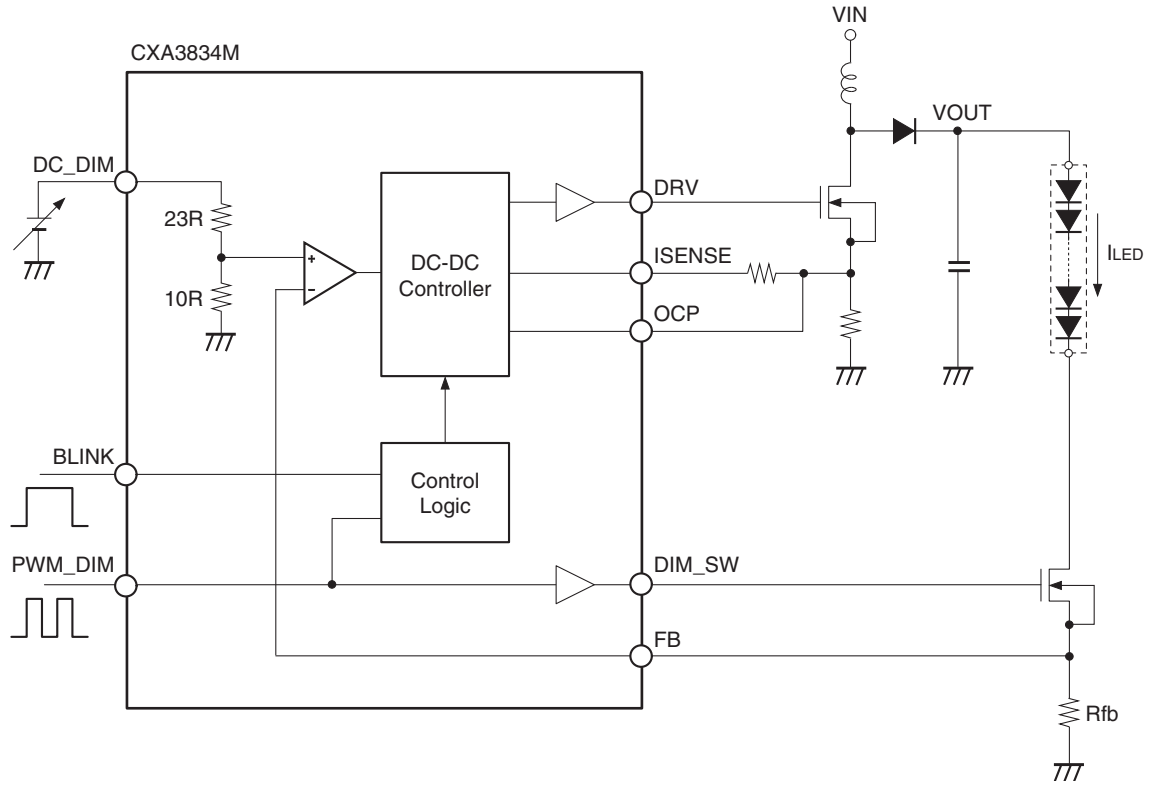 VIN
CXA3834M
VOUT
DC_DIM
DRV
23R
ILED
ISENSE
DC-DC
Controller
+
−
10R
OCP
BLINK
Control
Logic
PWM_DIM
DIM_SW
FB
Rfb